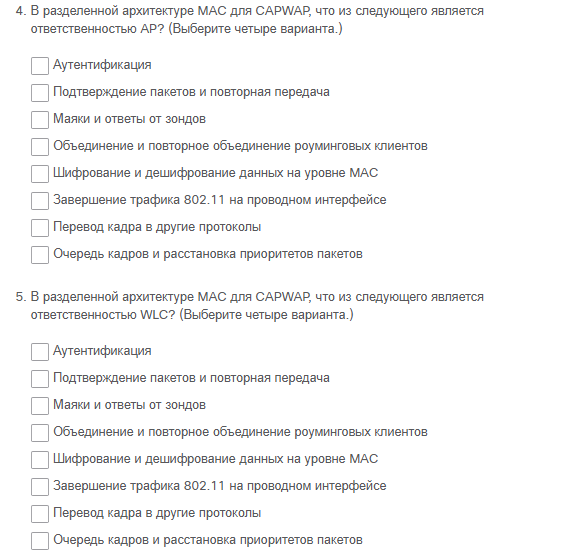 4. В разделенной архитектуре MAC для CAPWAP, что из следующего является
ответственностью AP? (Выберите четыре варианта.)
Аутентификация
Подтверждение пакетов и повторная передача
Маяки и ответы от зондов
Объединение и повторное объединение роуминговых клиентов
Шифрование и дешифрование данных на уровне MAC
Завершение трафика 802.11 на проводном интерфейсе
Перевод кадра в другие протоколы
Очередь кадров и расстановка приоритетов пакетов
5. В разделенной архитектуре MAC для CAPWAP, что из следующего является
ответственностью WLC? (Выберите четыре варианта.)
Аутентификация
Подтверждение пакетов и повторная передача
Маяки и ответы от зондов
Объединение и повторное объединение роуминговых клиентов
Шифрование и дешифрование данных на уровне MAC
Завершение трафика 802.11 на проводном интерфейсе
Перевод кадра в другие протоколы
Очередь кадров и расстановка приоритетов пакетов